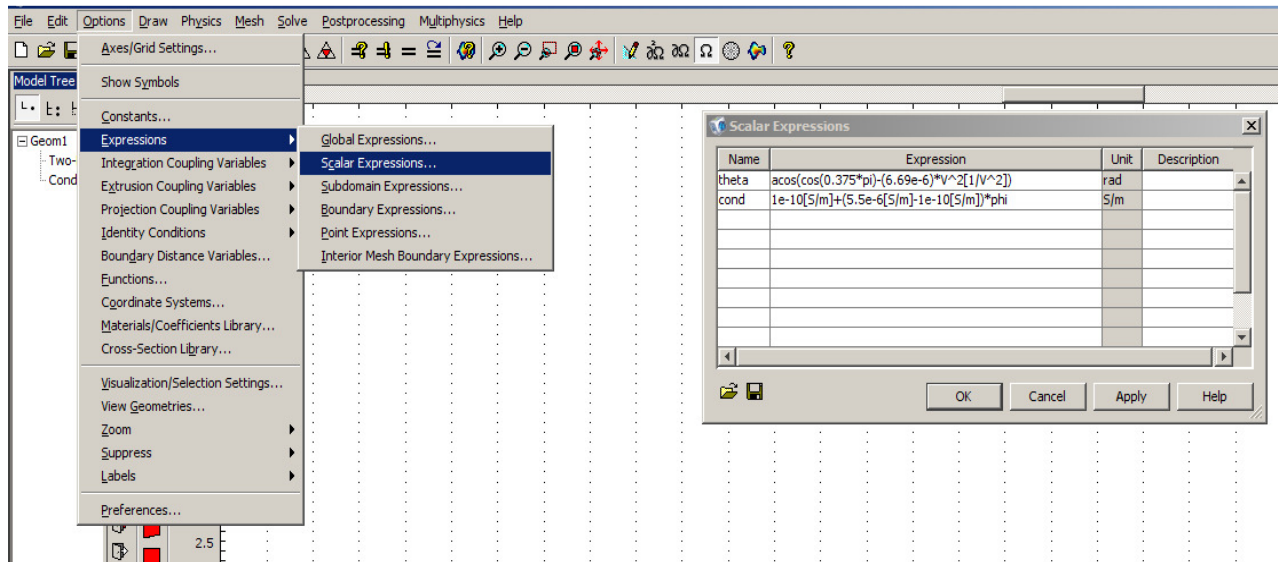 File Edit Options Draw Physics Mesh Solve Postprocessing Multiphysics Help
Axes/Grid Settings...
Model Tree
Show Symbols
Constants...
Geom1
Expressions
Two-
Integration Coupling Variables
Cond
Extrusion Coupling Variables
Projection Coupling Variables
Identity Conditions
Boundary Distance Variables...
Functions...
Coordinate Systems...
Materials/Coefficients Library...
Cross-Section Library...
Visualization/Selection Settings...
View Geometries...
Zoom
Suppress
Labels
Preferences...
2.5
Global Expressions...
Scalar Expressions...
Subdomain Expressions...
Boundary Expressions...
Point Expressions...
Interior Mesh Boundary Expressions...
Scalar Expressions
Name Expression Unit Description
theta acos(cos(0.375*pi)-(6.69e-6)*V^2[1/V^2]) rad
cond 1e-10[S/m]+(5.5e-6[S/m]-1e-10[S/m])*phi S/m
OK Cancel Apply Help